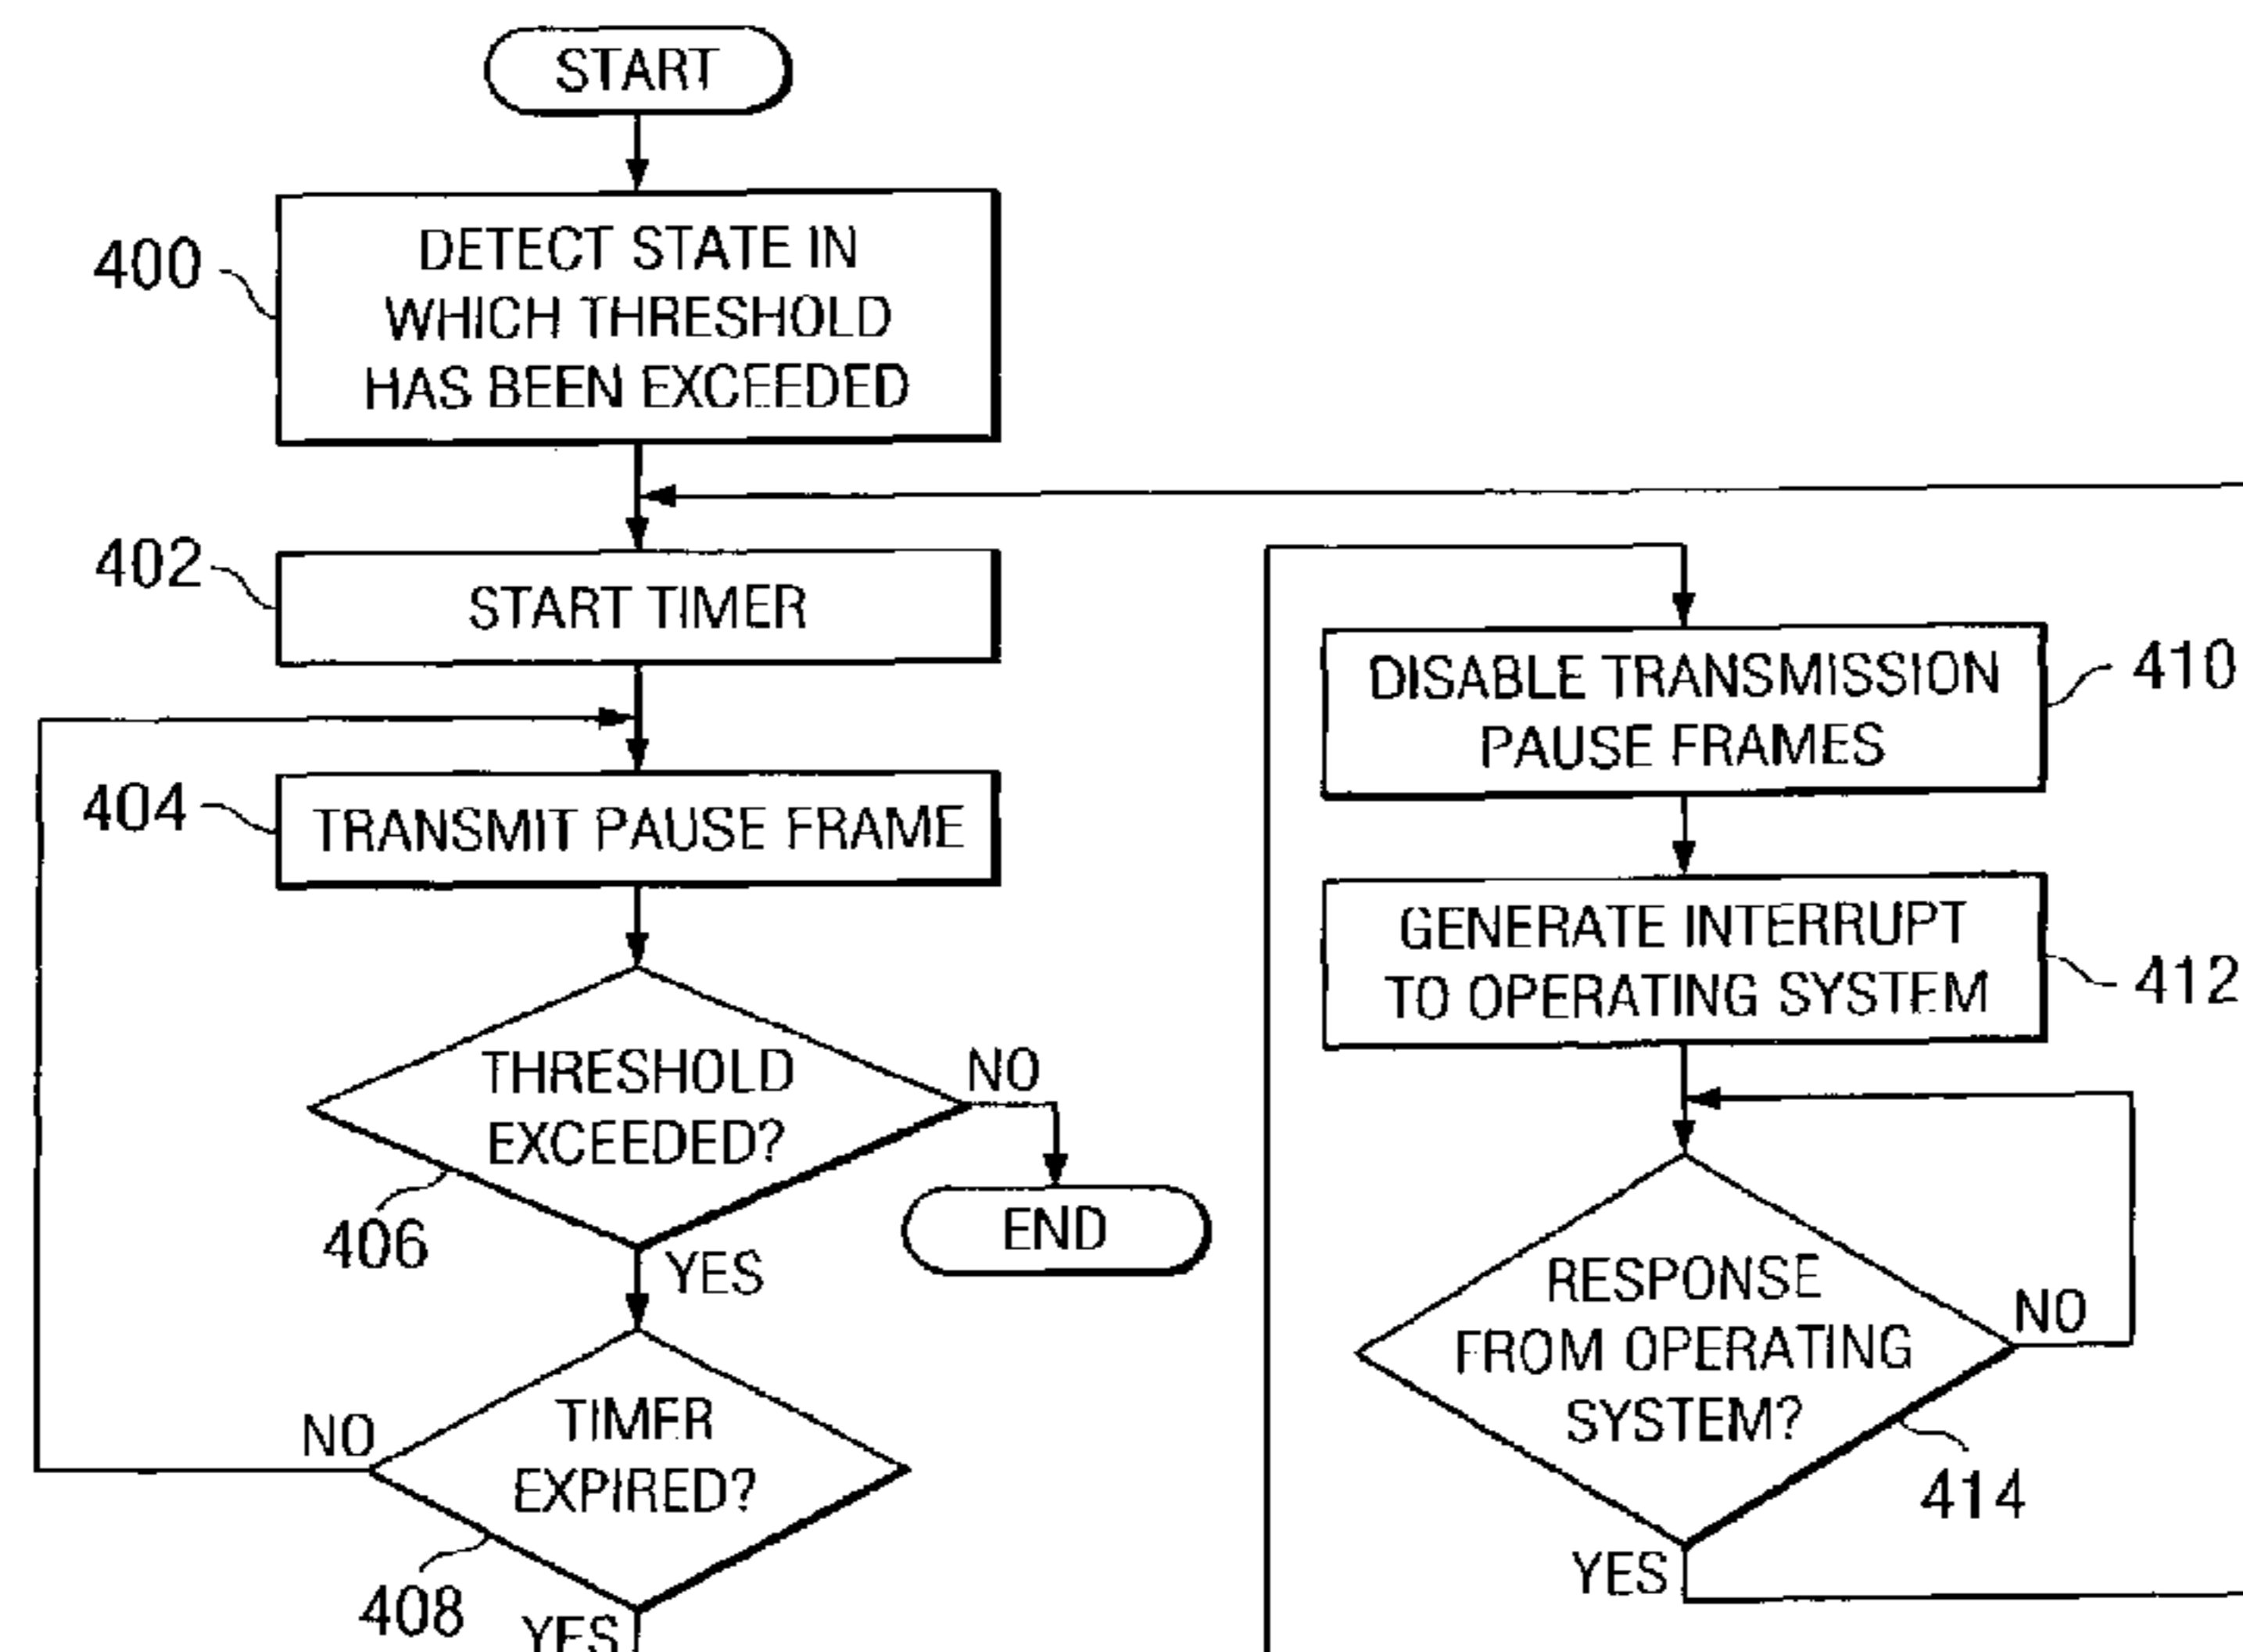 START
400
DETECT STATE IN
WHICH THRESHOLD
HAS BEEN EXCEEDED
402
START TIMER
404
TRANSMIT PAUSE FRAME
THRESHOLD
EXCEEDED?
NO
406
YES
END
TIMER
EXPIRED?
NO
408
YES
DISABLE TRANSMISSION
PAUSE FRAMES
410
GENERATE INTERRUPT
TO OPERATING SYSTEM
412
RESPONSE
FROM OPERATING
SYSTEM?
NO
414
YES